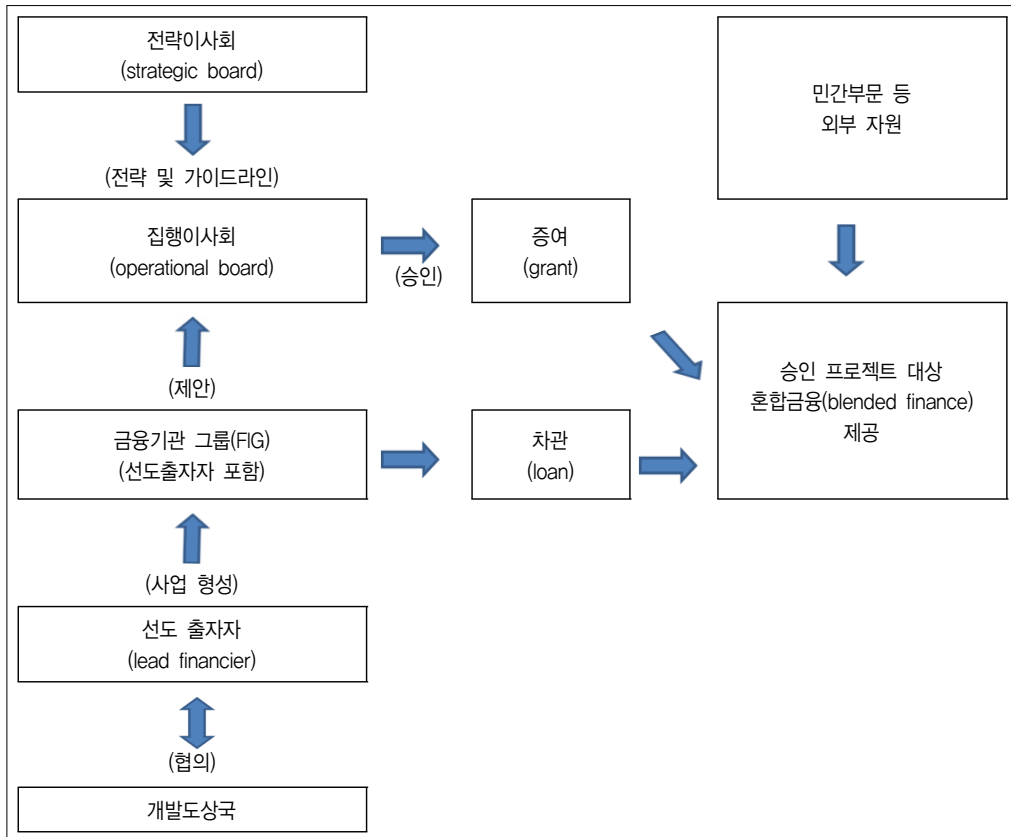 전략이사회
(strategic board)
민간부문 등
외부 자원
(전략 및 가이드라인)
집행이사회
(operational board)
(승인)
증여
(grant)
(제안)
승인 프로젝트 대상
혼합금융(blended finance)
제공
금융기관 그룹(FIG)
(선도출자자 포함)
차관
(loan)
(사업 형성)
선도 출자자
(lead financier)
(협의)
개발도상국